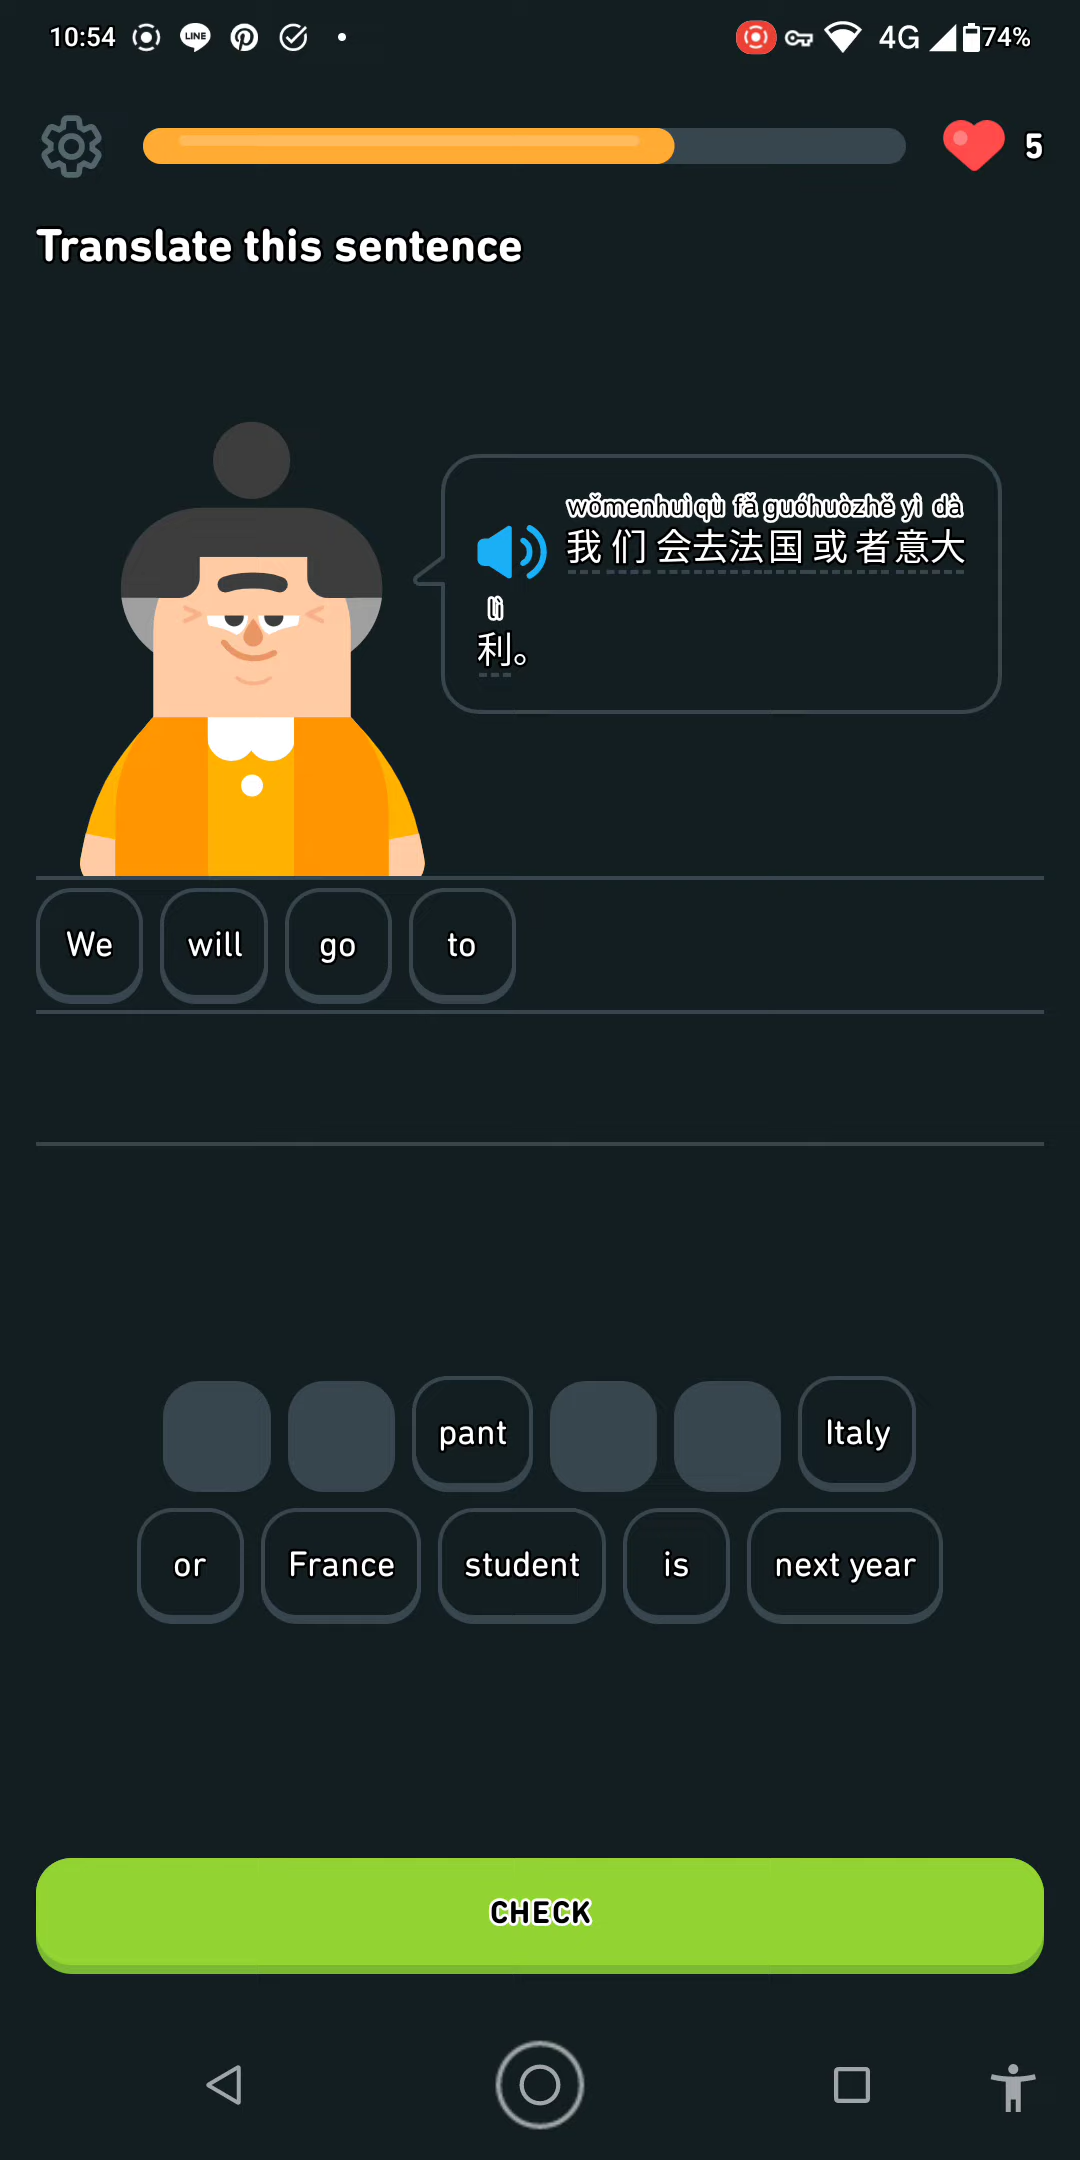 10:54 LINE 4G 74%
5
Translate this sentence
wǒmenhuìqù fǎ guóhuòzhě yì dà
我们会去法国或者意大
lì
利。
We will go to
pant Italy
or France student is next year
CHECK